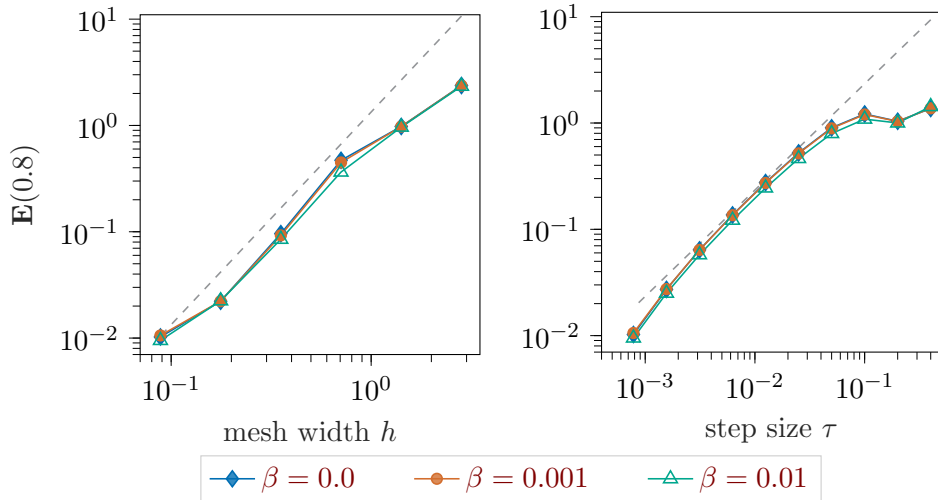 10^1
10^0
10^{-1}
10^{-2}
E(0.8)
10^{-1} 10^0
mesh width h
10^1
10^0
10^{-1}
10^{-2}
10^{-3} 10^{-2} 10^{-1}
step size τ
β = 0.0 β = 0.001 β = 0.01